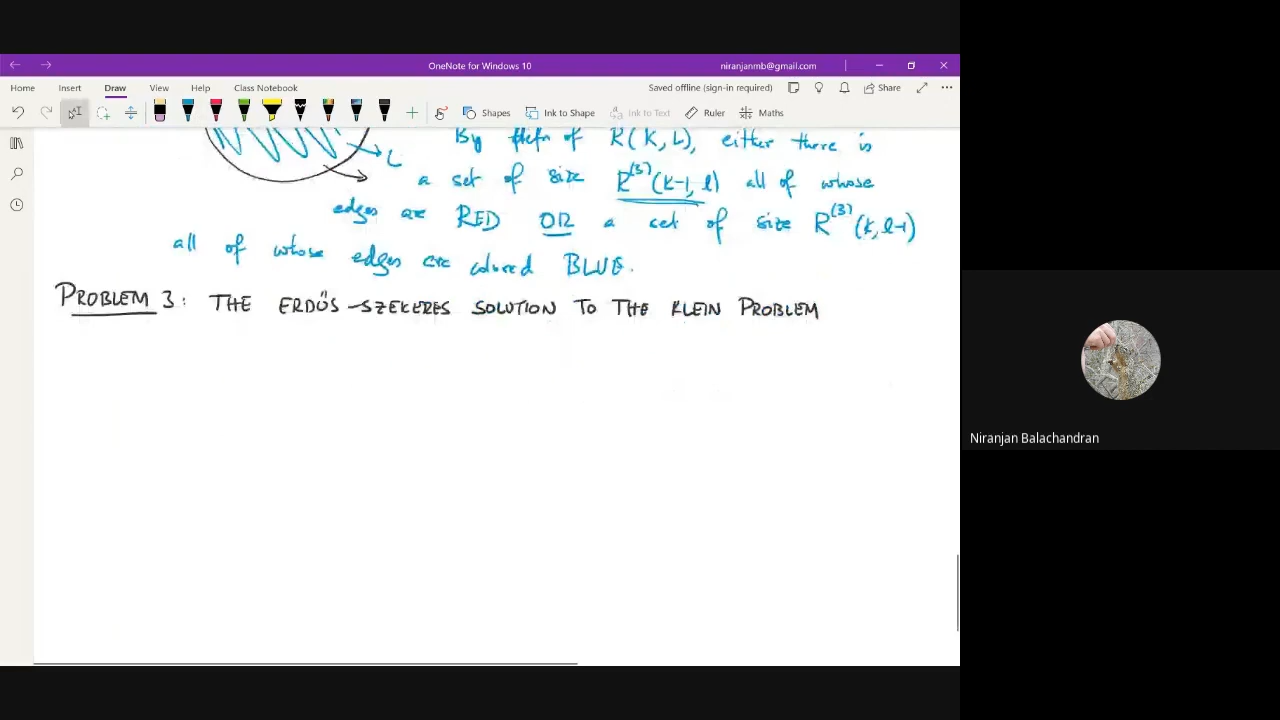 OneNote for Windows 10
niranjanmb@gmail.com
Home Insert Draw View Help Class Notebook
Saved offline (sign-in required)
Share
Shapes Ink to Shape Ink to Text Ruler Maths
By defn of R(K, L), either there is
L
a set of size R^(3)(k-1, l) all of whose
edges are RED OR a set of size R^(3)(k, l-1)
all of whose edges are colored BLUE.
PROBLEM 3: THE ERDŐS-SZEKERES SOLUTION TO THE KLEIN PROBLEM
Niranjan Balachandran